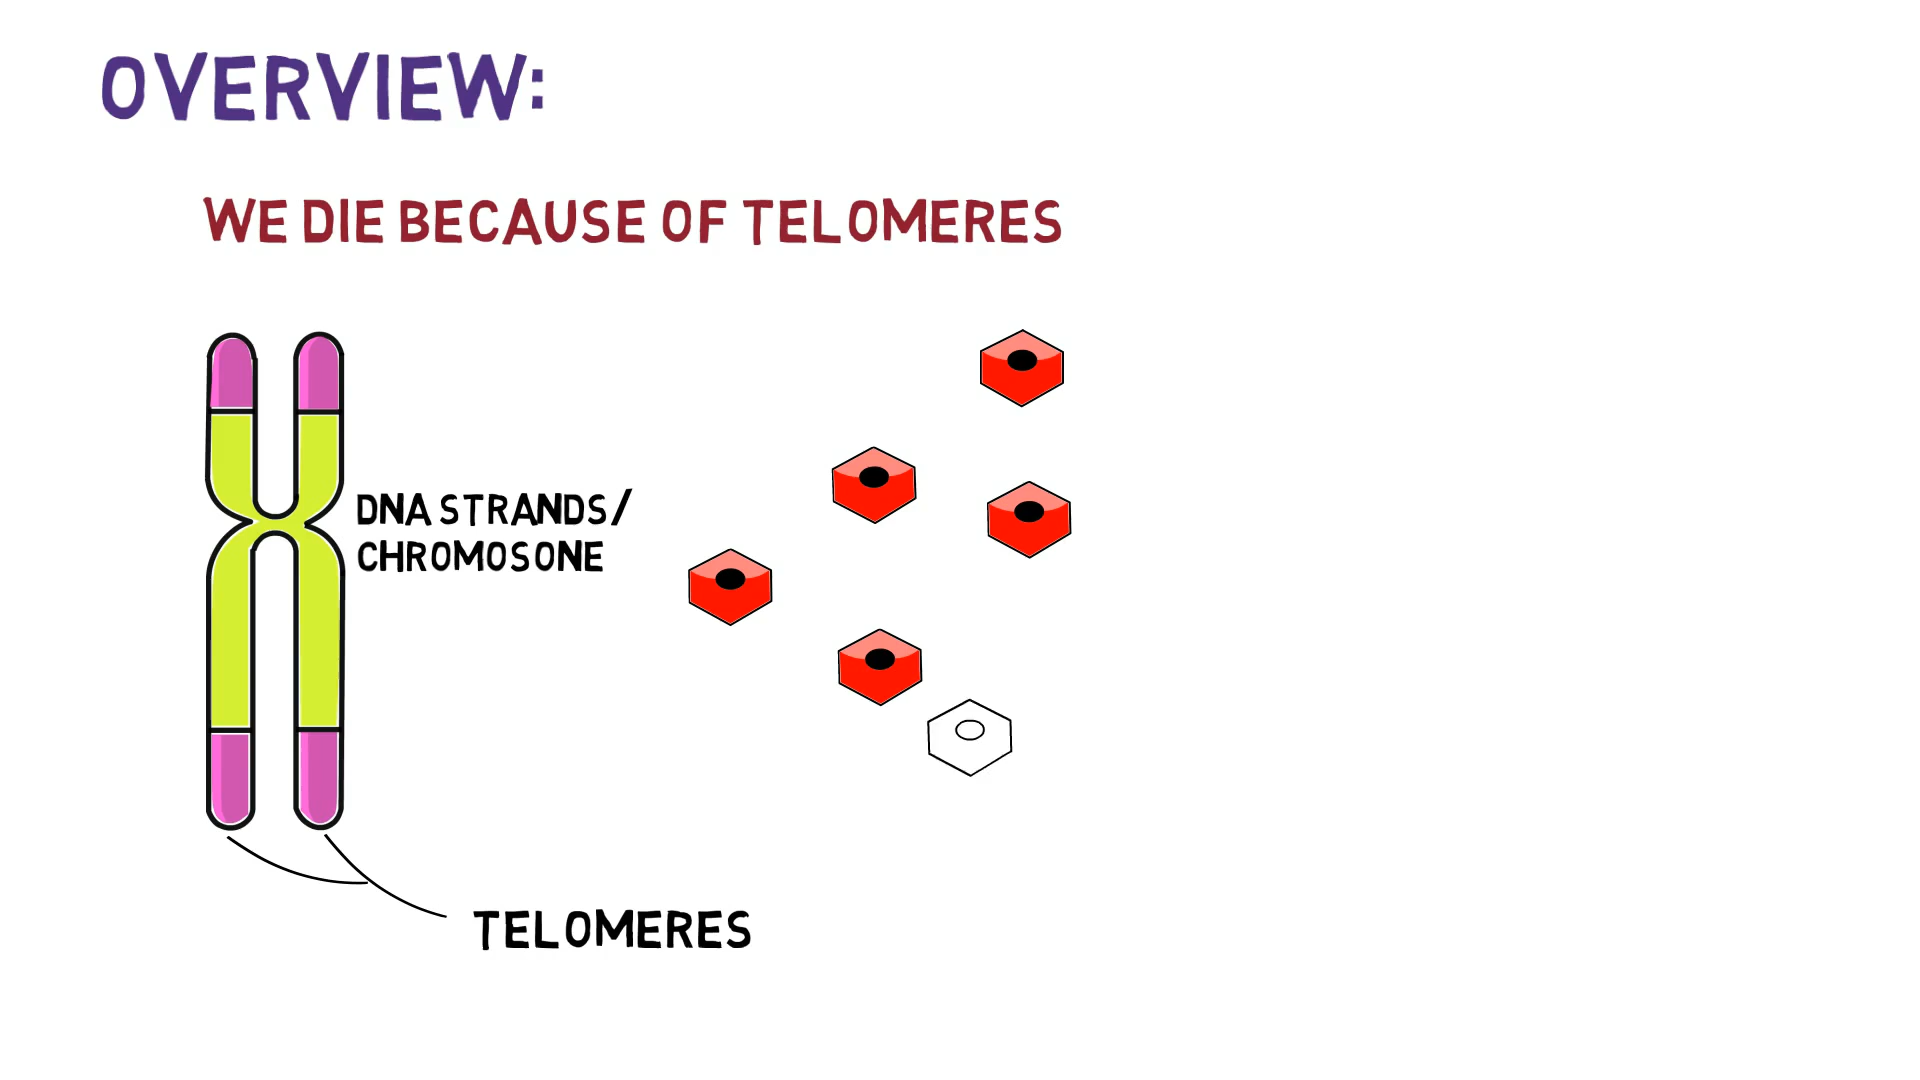 OVERVIEW:
WE DIE BECAUSE OF TELOMERES
DNA STRANDS/
CHROMOSONE
TELOMERES